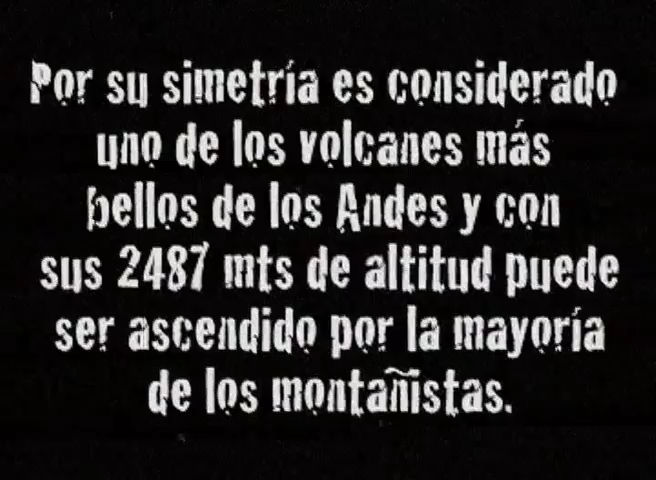 Por su simetría es considerado
uno de los volcanes más
bellos de los Andes y con
sus 2487 mts de altitud puede
ser ascendido por la mayoría
de los montañistas.